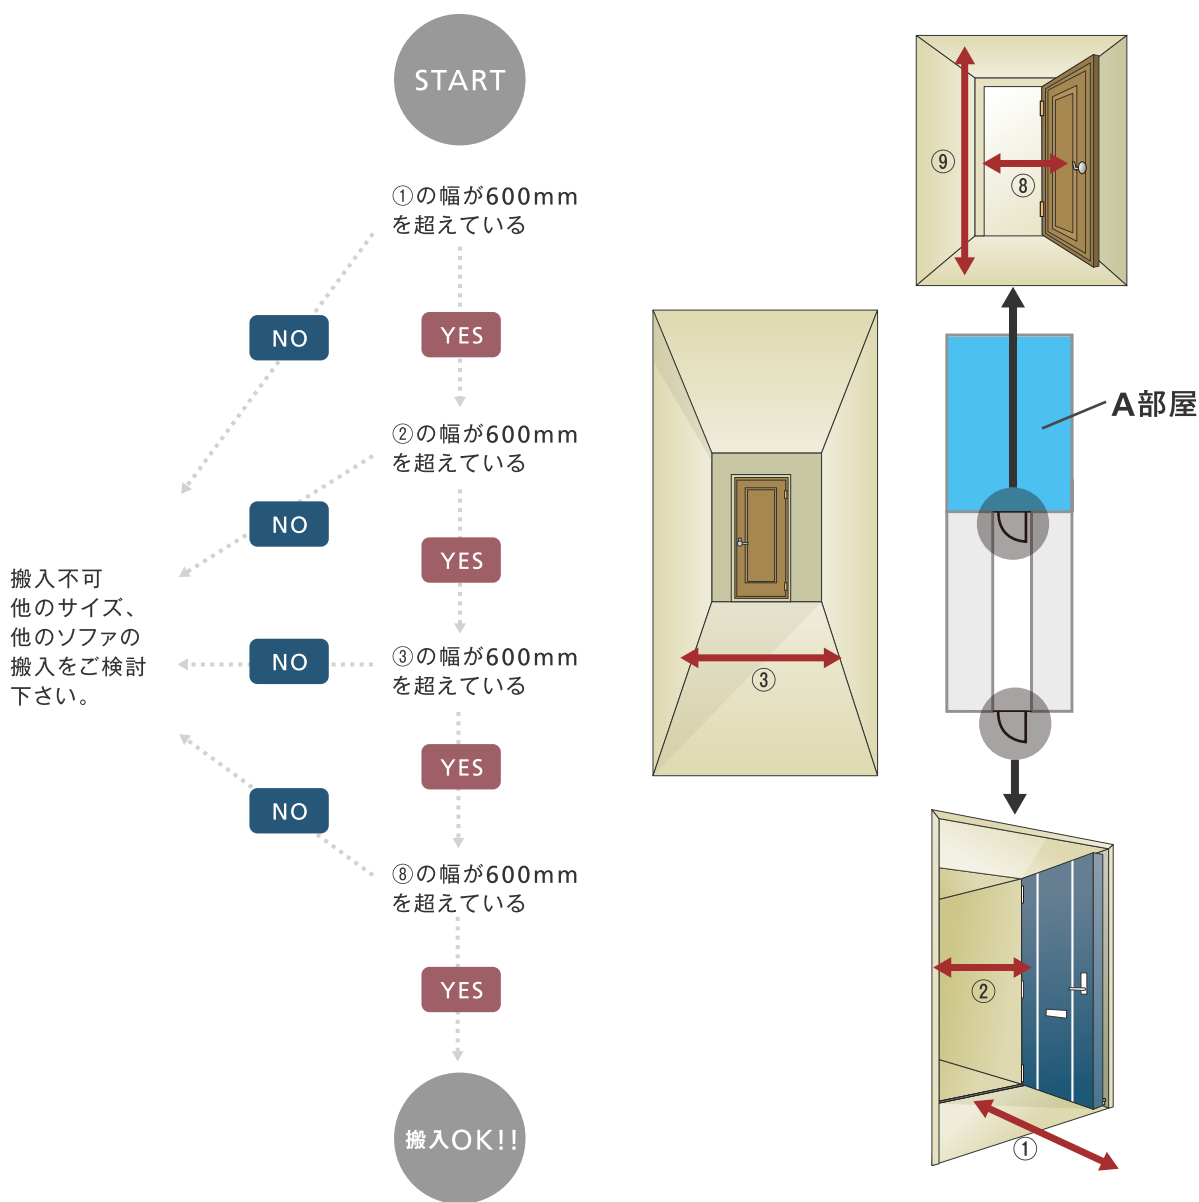 START
①の幅が600mm
を超えている
NO
YES
②の幅が600mm
を超えている
NO
YES
③の幅が600mm
を超えている
NO
YES
⑧の幅が600mm
を超えている
NO
YES
搬入OK!!
搬入不可
他のサイズ、
他のソファの
搬入をご検討
下さい。
③
⑨
⑧
A部屋
②
①